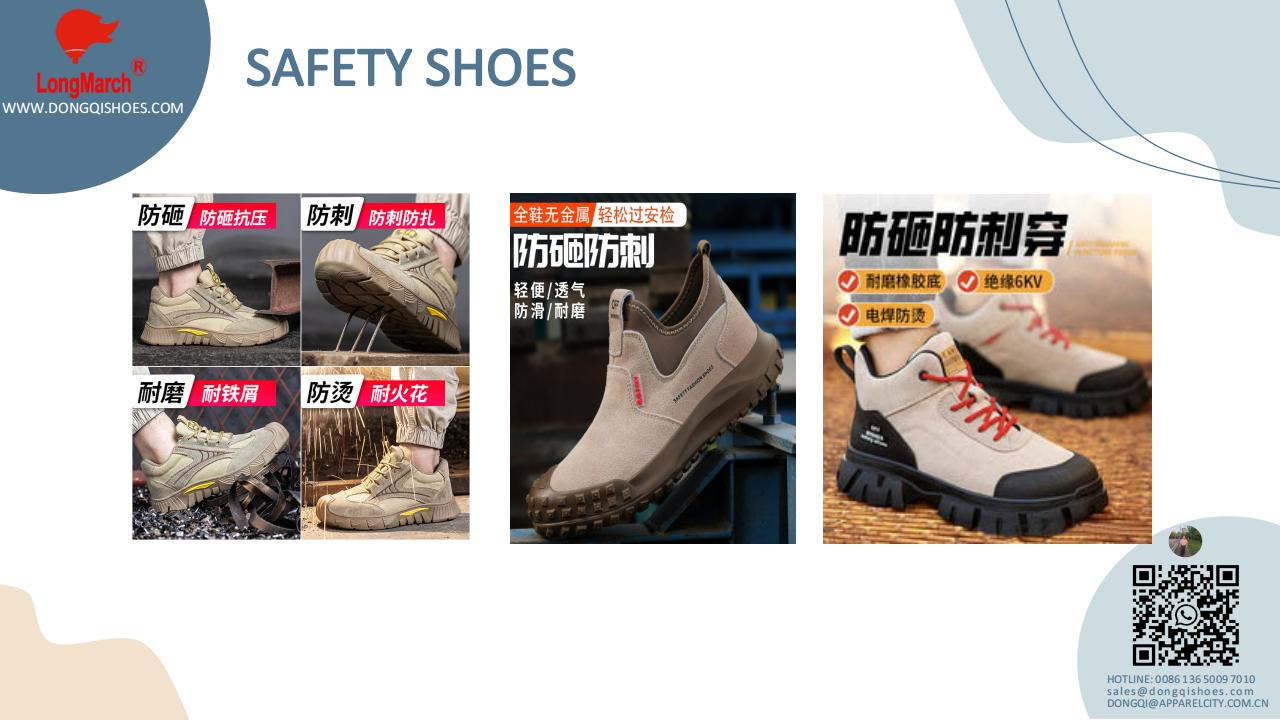 LongMarch®
WWW.DONGQISHOES.COM
SAFETY SHOES
防砸 防砸抗压
防刺 防刺防扎
耐磨 耐铁屑
防烫 耐火花
全鞋无金属 轻松过安检
防砸防刺
轻便/透气
防滑/耐磨
SAFETY FASHION SHOES
防砸防刺穿
耐磨橡胶底 绝缘6KV
电焊防烫
HOTLINE: 0086 136 5009 7010
sales@dongqishoes.com
DONGQI@APPARELCITY.COM.CN